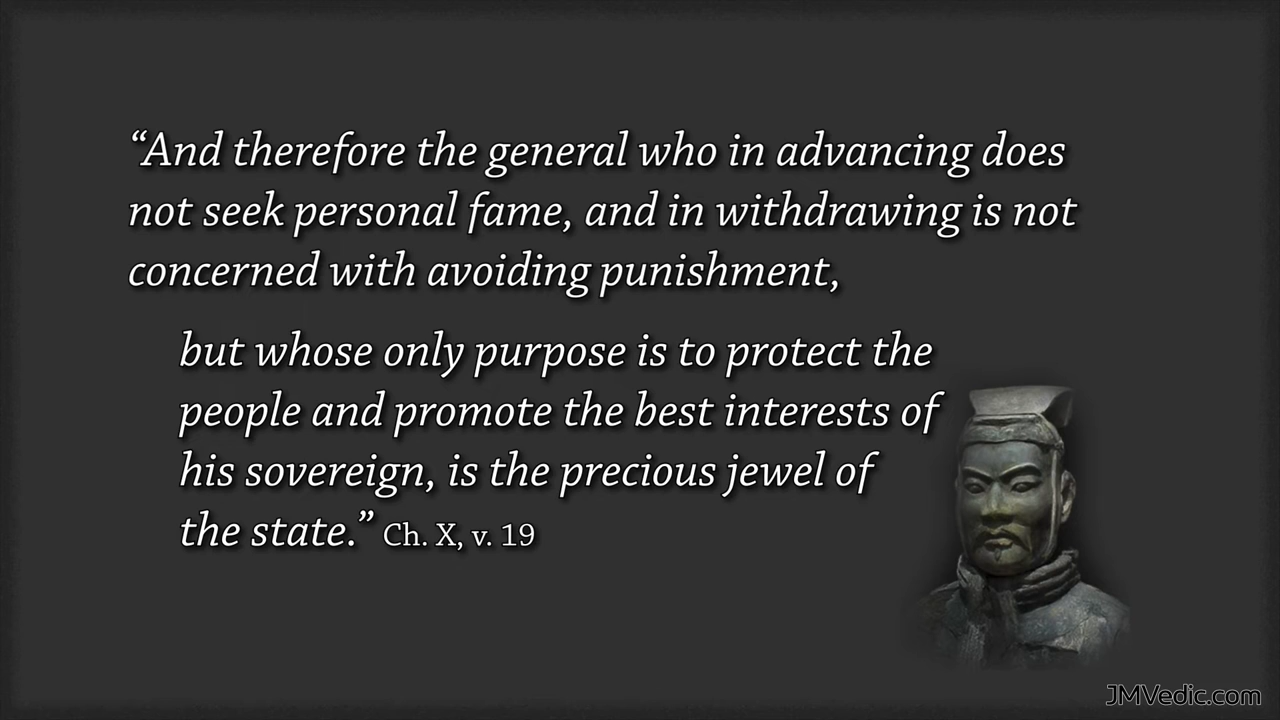 “And therefore the general who in advancing does
not seek personal fame, and in withdrawing is not
concerned with avoiding punishment,
but whose only purpose is to protect the
people and promote the best interests of
his sovereign, is the precious jewel of
the state.” Ch. X, v. 19
JMVedic.com